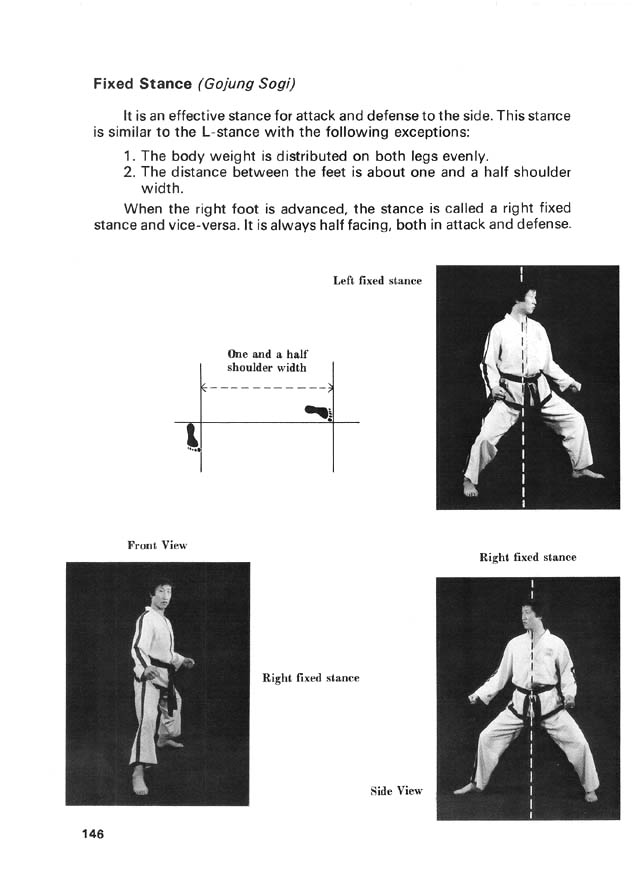 Fixed Stance (Gojung Sogi)
It is an effective stance for attack and defense to the side. This stance
is similar to the L-stance with the following exceptions:
1. The body weight is distributed on both legs evenly.
2. The distance between the feet is about one and a half shoulder
width.
When the right foot is advanced, the stance is called a right fixed
stance and vice-versa. It is always half facing, both in attack and defense.
Left fixed stance
One and a half
shoulder width
Front View
Right fixed stance
Right fixed stance
Side View
146